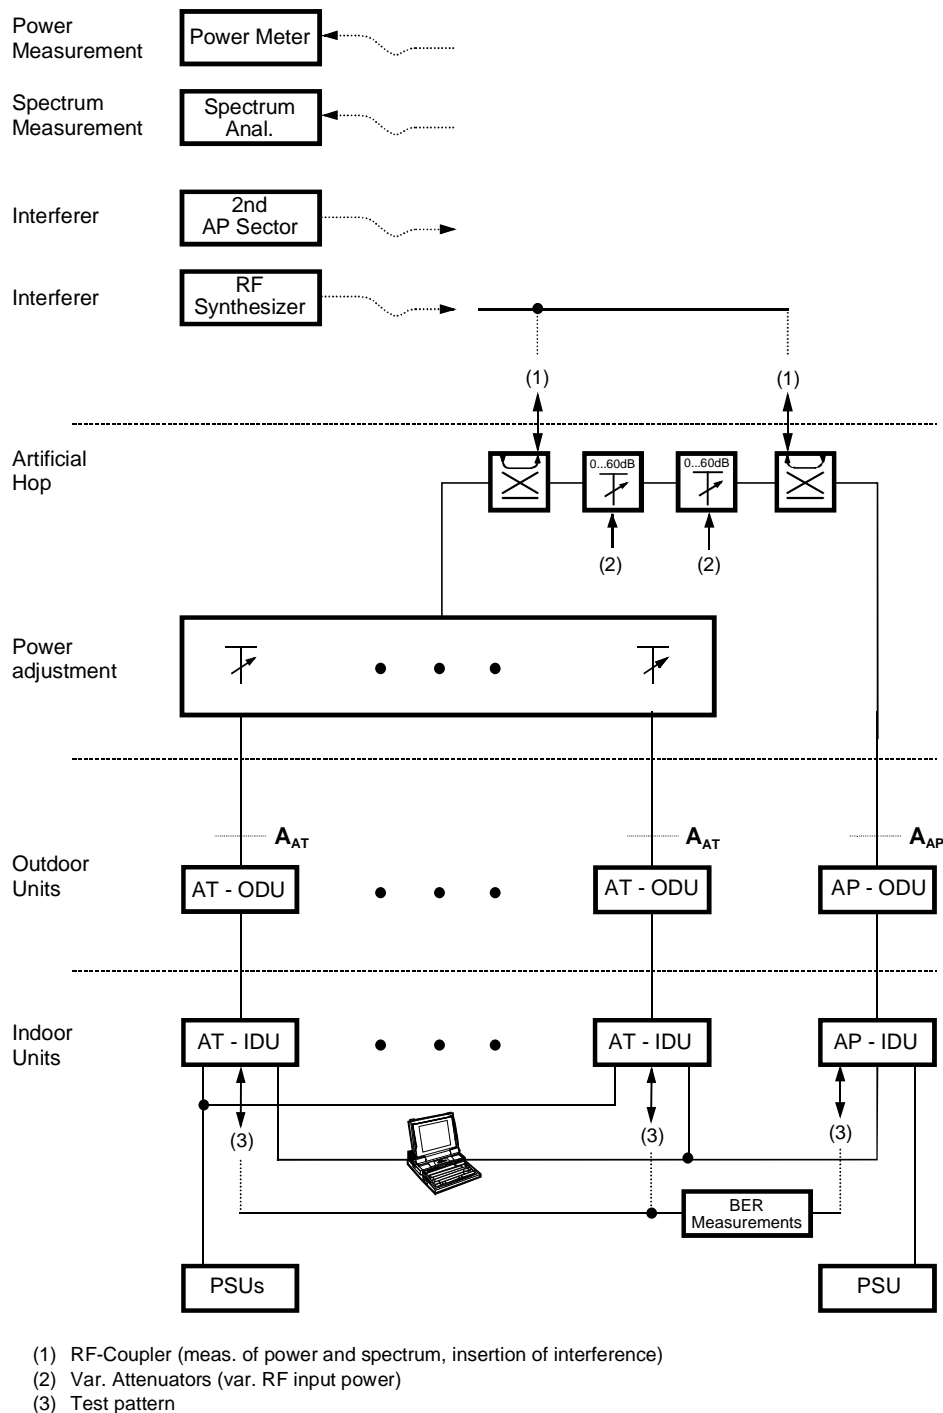 Power
Measurement
Power Meter
Spectrum
Measurement
Spectrum
Anal.
Interferer
2nd
AP Sector
Interferer
RF
Synthesizer
(1)
(1)
Artificial
Hop
0...60dB
0...60dB
(2)
(2)
Power
adjustment
A_AT
A_AT
A_AP
Outdoor
Units
AT - ODU
AT - ODU
AP - ODU
Indoor
Units
AT - IDU
AT - IDU
AP - IDU
(3)
(3)
(3)
BER
Measurements
PSUs
PSU
(1) RF-Coupler (meas. of power and spectrum, insertion of interference)
(2) Var. Attenuators (var. RF input power)
(3) Test pattern